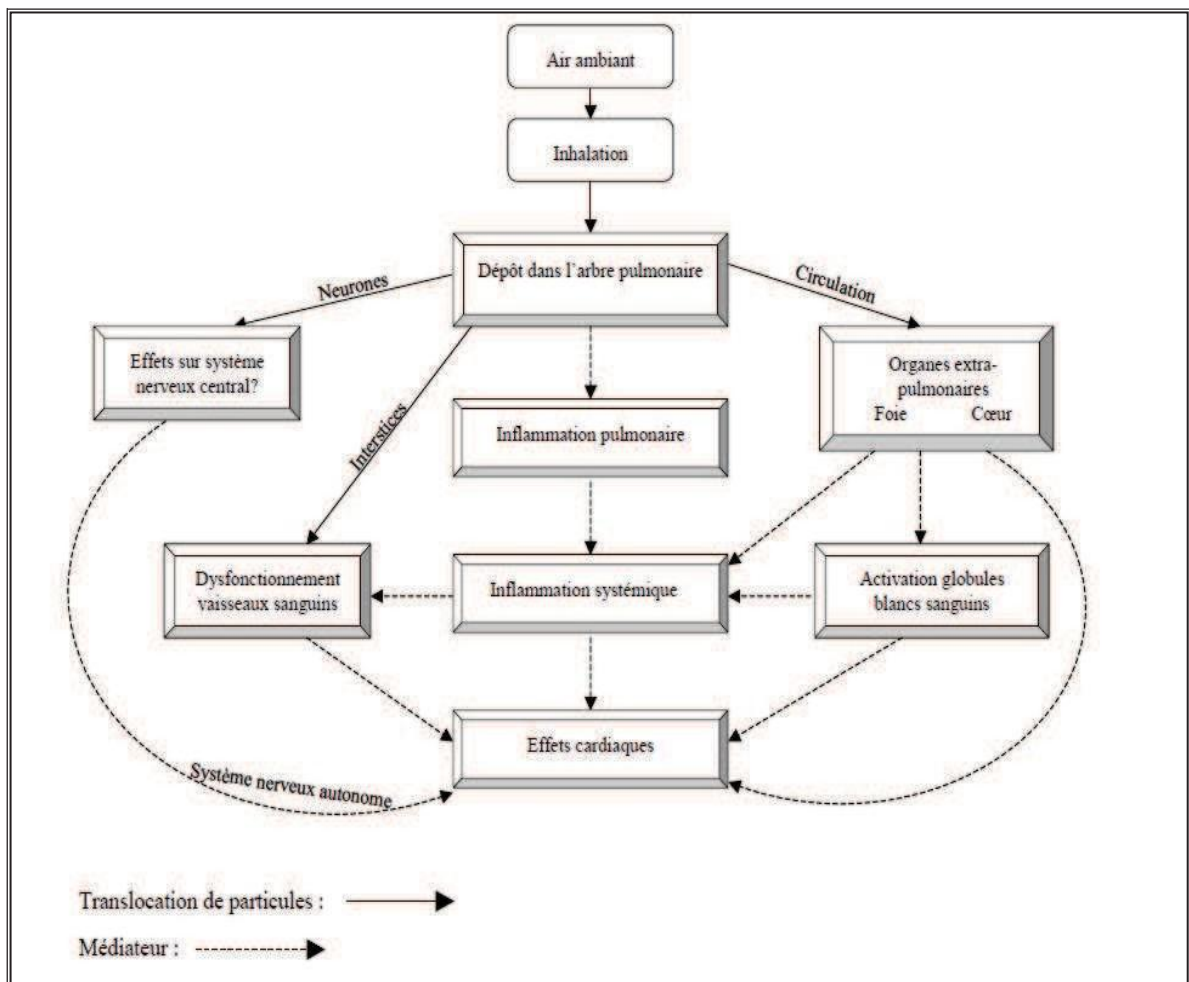 Air ambiant
Inhalation
Dépôt dans l'arbre pulmonaire
Neurones
Circulation
Effets sur système
nerveux central?
Organes extra-
pulmonaires
Foie Cœur
Interstices
Inflammation pulmonaire
Dysfonctionnement
vaisseaux sanguins
Inflammation systémique
Activation globules
blancs sanguins
Effets cardiaques
Système nerveux autonome
Translocation de particules :
Médiateur :